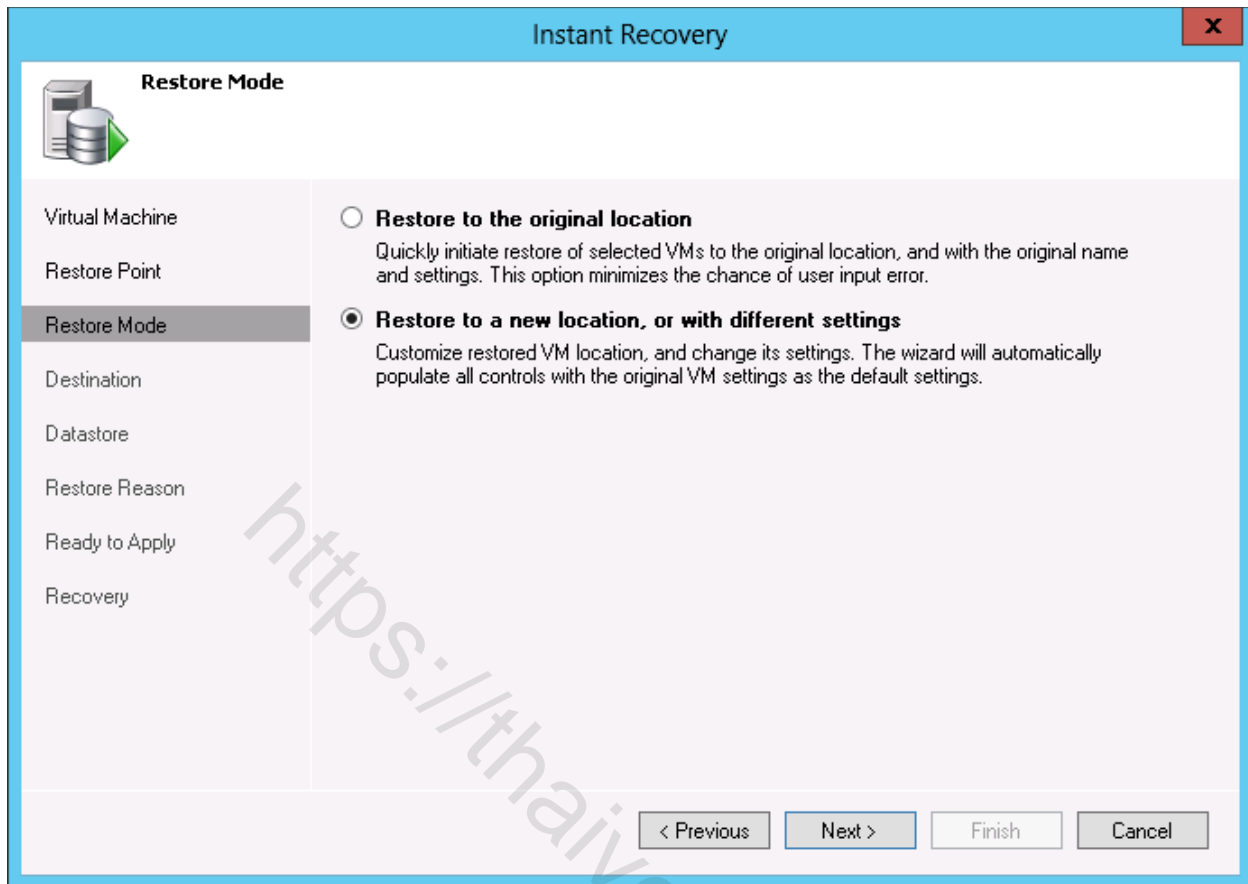 Instant Recovery
x
Restore Mode
Virtual Machine
Restore Point
Restore Mode
Destination
Datastore
Restore Reason
Ready to Apply
Recovery
Restore to the original location
Quickly initiate restore of selected VMs to the original location, and with the original name
and settings. This option minimizes the chance of user input error.
Restore to a new location, or with different settings
Customize restored VM location, and change its settings. The wizard will automatically
populate all controls with the original VM settings as the default settings.
https://thaiv
< Previous
Next >
Finish
Cancel